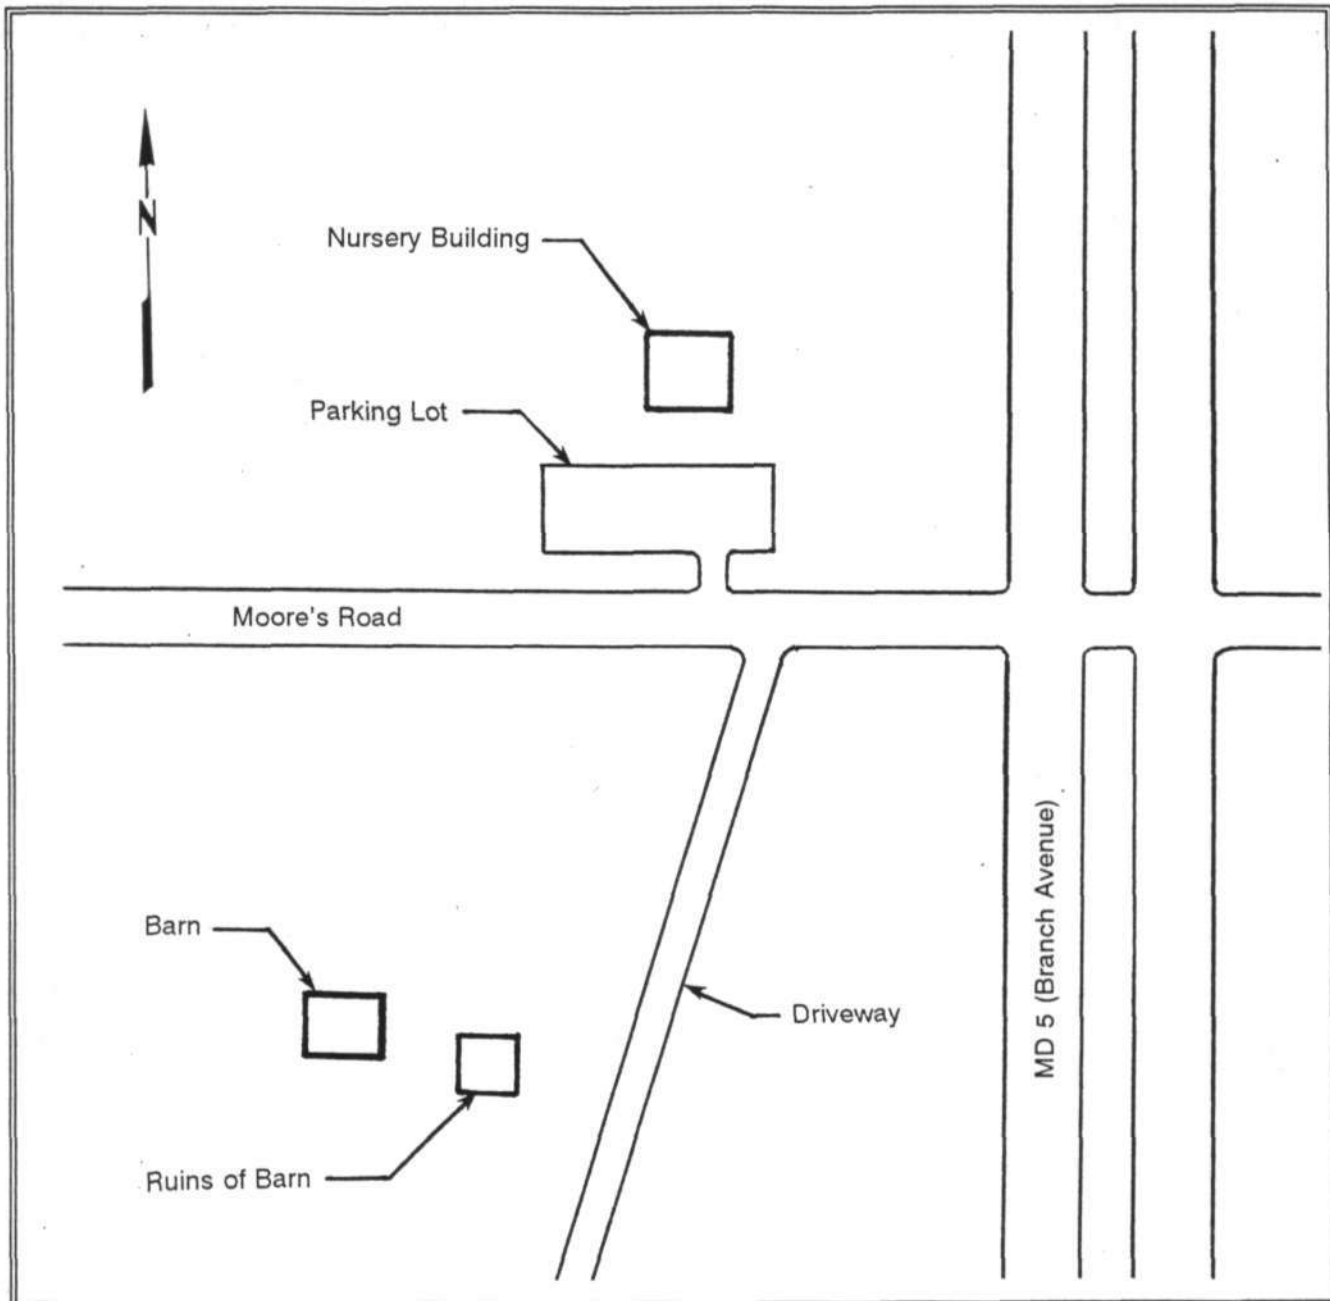 N
Nursery Building
Parking Lot
Moore's Road
Barn
Driveway
MD 5 (Branch Avenue)
Ruins of Barn